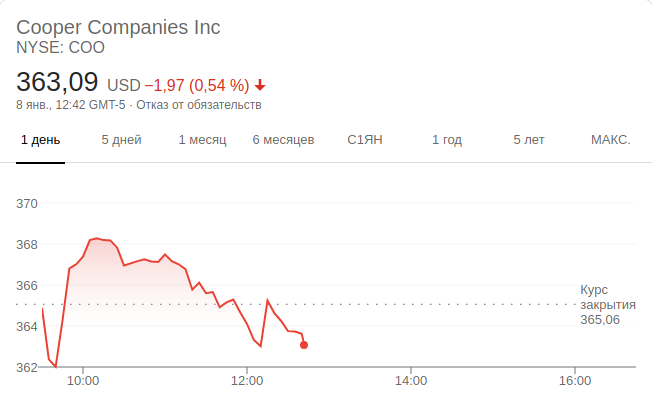 Cooper Companies Inc
NYSE: COO
363,09 USD −1,97 (0,54 %)
8 янв., 12:42 GMT-5 · Отказ от обязательств
1 день 5 дней 1 месяц 6 месяцев С1ЯН 1 год 5 лет МАКС.
370
368
366
364
362
Курс
закрытия
365,06
10:00 12:00 14:00 16:00